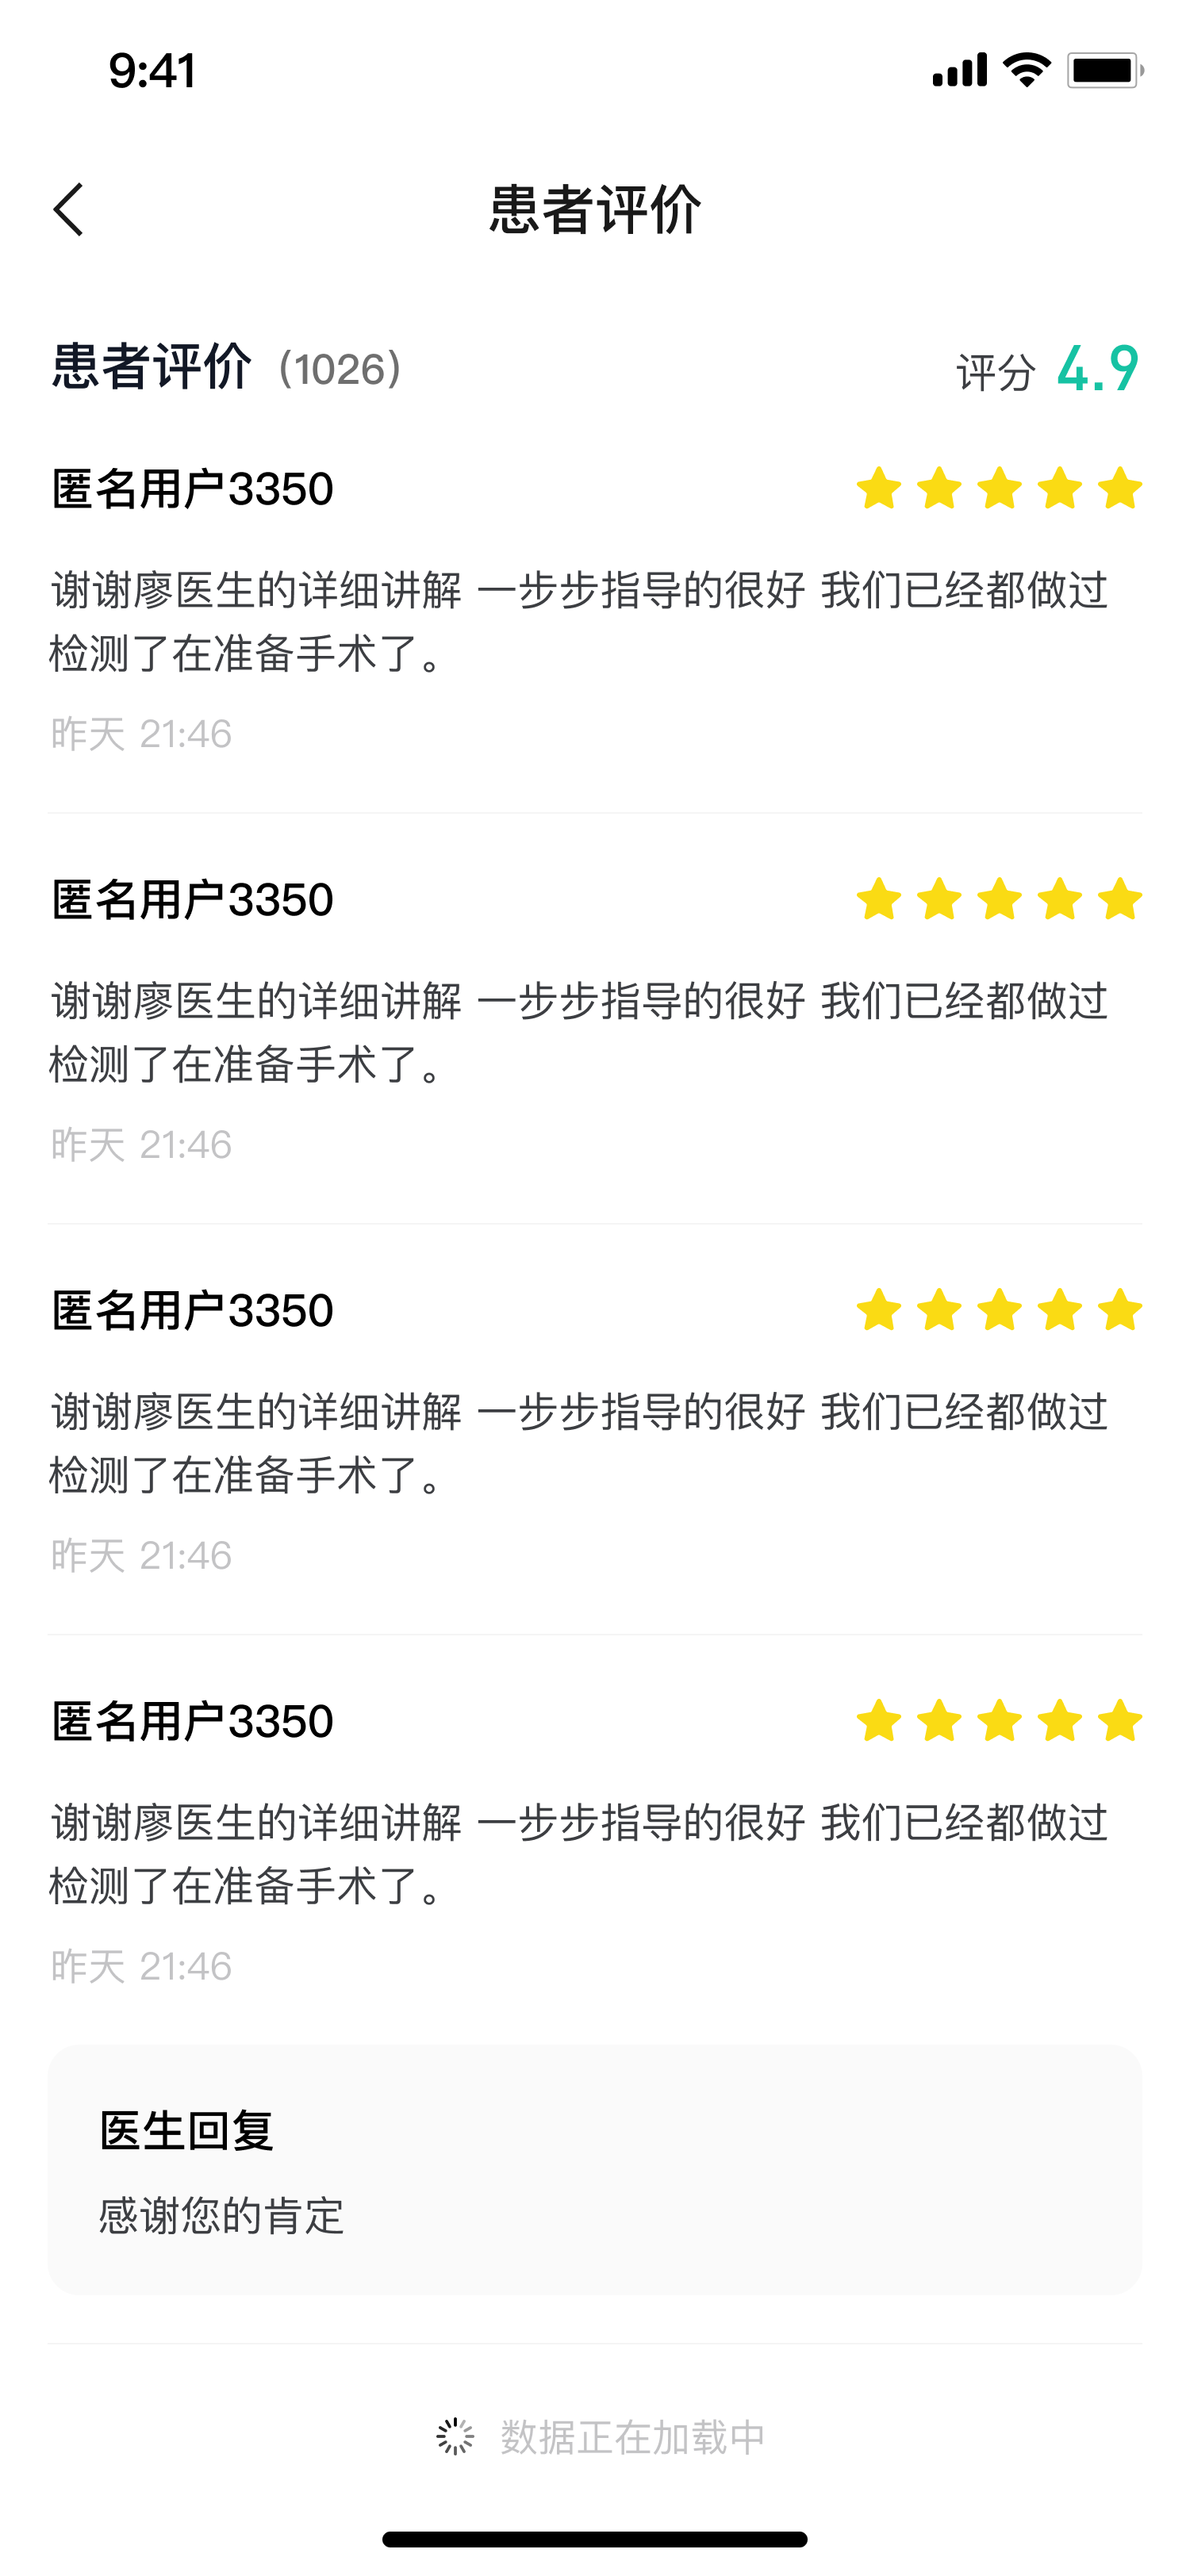 9:41
患者评价
患者评价 (1026) 评分 4.9
匿名用户3350
谢谢廖医生的详细讲解 一步步指导的很好 我们已经都做过
检测了在准备手术了。
昨天 21:46
匿名用户3350
谢谢廖医生的详细讲解 一步步指导的很好 我们已经都做过
检测了在准备手术了。
昨天 21:46
匿名用户3350
谢谢廖医生的详细讲解 一步步指导的很好 我们已经都做过
检测了在准备手术了。
昨天 21:46
匿名用户3350
谢谢廖医生的详细讲解 一步步指导的很好 我们已经都做过
检测了在准备手术了。
昨天 21:46
医生回复
感谢您的肯定
数据正在加载中